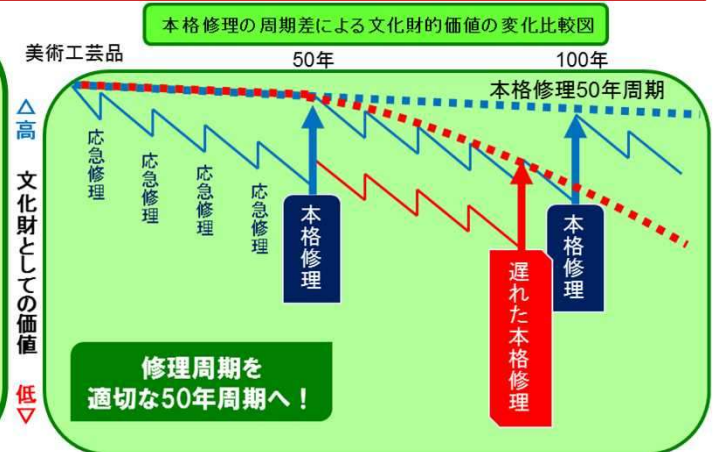 本格修理の周期差による文化財的価値の変化比較図
美術工芸品
50年
100年
本格修理50年周期
△高 文化財としての価値 低▽
応急修理
応急修理
応急修理
応急修理
本格修理
遅れた本格修理
本格修理
修理周期を
適切な50年周期へ！